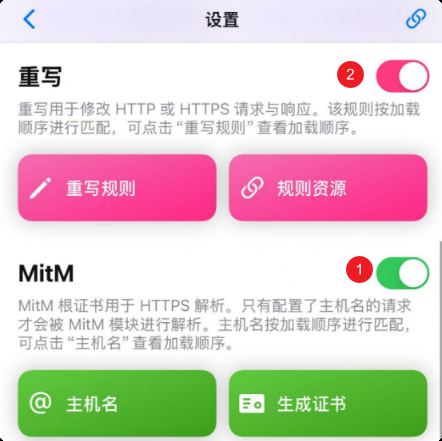 设置
重写
2
重写用于修改 HTTP 或 HTTPS 请求与响应。该规则按加载
顺序进行匹配，可点击“重写规则”查看加载顺序。
重写规则
规则资源
MitM
1
MitM 根证书用于 HTTPS 解析。只有配置了主机名的请求
才会被 MitM 模块进行解析。主机名按加载顺序进行匹配，
可点击“主机名”查看加载顺序。
@ 主机名
生成证书